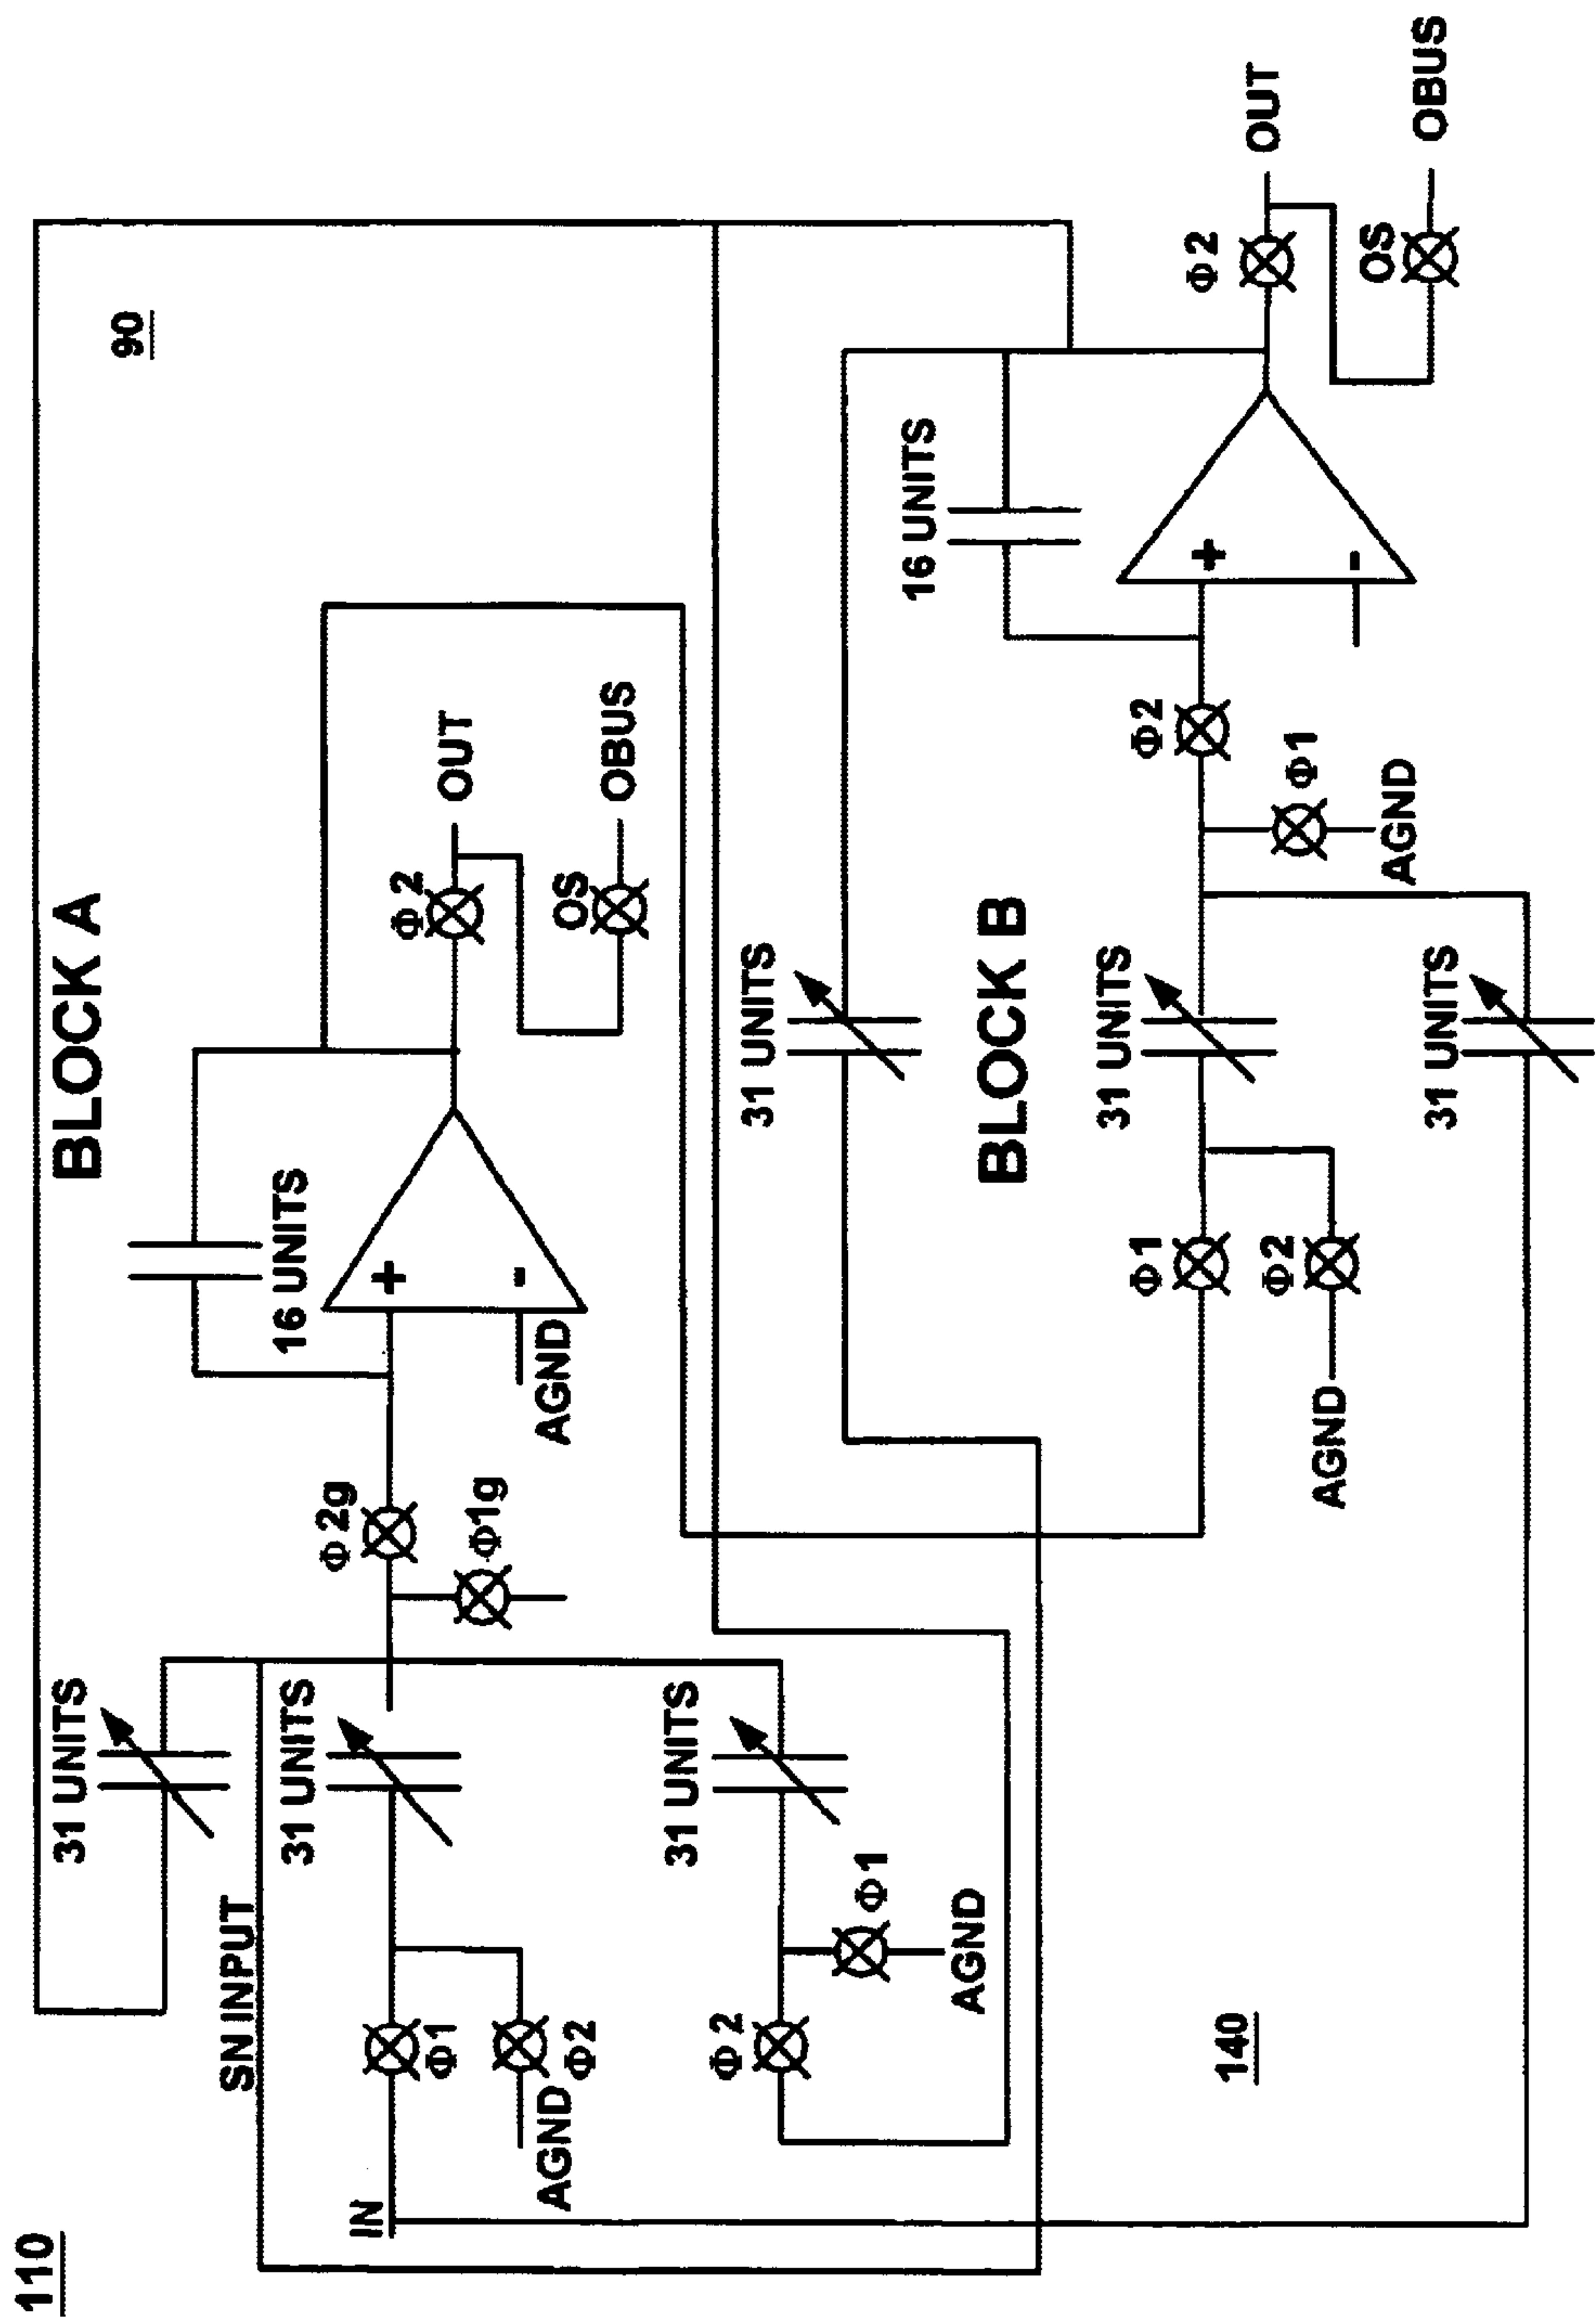 110
BLOCK A
90
31 UNITS
16 UNITS
SN INPUT
31 UNITS
Φ2g
+
Φ2
OUT
IN
Φ1
Φ1g
-
AGND
OS
OBUS
AGND
Φ2
31 UNITS
Φ2
Φ1
AGND
31 UNITS
16 UNITS
BLOCK B
Φ1
31 UNITS
Φ2
+
Φ2
OUT
Φ2
AGND
Φ1
AGND
-
OS
OBUS
140
31 UNITS